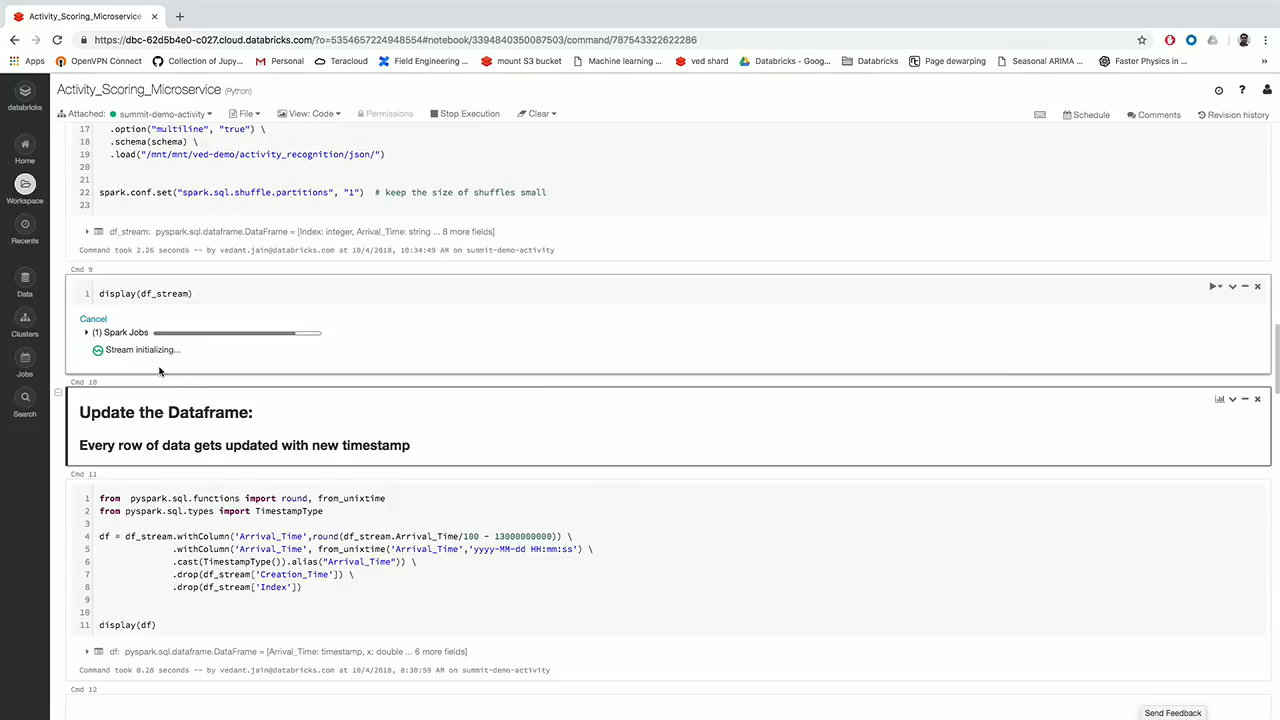 Activity_Scoring_Microservice
https://dbc-62d5b4e0-c027.cloud.databricks.com/?o=5354657224948554#notebook/3394840350087503/command/787543322622286
Apps OpenVPN Connect Collection of Jupy... Personal Teracloud Field Engineering ... mount S3 bucket Machine learning ... ved shard Databricks - Goog... Databricks Page dewarping Seasonal ARIMA ... Faster Physics in ... »
databricks
Home
Workspace
Recents
Data
Clusters
Jobs
Search
Activity_Scoring_Microservice (Python)
Attached: summit-demo-activity File View: Code Permissions Stop Execution Clear Schedule Comments Revision history
17 .option("multiline", "true") \
18 .schema(schema) \
19 .load("/mnt/mnt/ved-demo/activity_recognition/json/")
20
21
22 spark.conf.set("spark.sql.shuffle.partitions", "1") # keep the size of shuffles small
23
df_stream: pyspark.sql.dataframe.DataFrame = [Index: integer, Arrival_Time: string ... 8 more fields]
Command took 2.26 seconds -- by vedant.jain@databricks.com at 10/4/2018, 10:34:49 AM on summit-demo-activity
Cmd 9
1 display(df_stream)
Cancel
(1) Spark Jobs
Stream initializing...
Cmd 10
Update the Dataframe:
Every row of data gets updated with new timestamp
Cmd 11
1 from pyspark.sql.functions import round, from_unixtime
2 from pyspark.sql.types import TimestampType
3
4 df = df_stream.withColumn('Arrival_Time',round(df_stream.Arrival_Time/100 - 13000000000)) \
5 .withColumn('Arrival_Time', from_unixtime('Arrival_Time','yyyy-MM-dd HH:mm:ss') \
6 .cast(TimestampType()).alias("Arrival_Time")) \
7 .drop(df_stream['Creation_Time']) \
8 .drop(df_stream['Index'])
9
10
11 display(df)
df: pyspark.sql.dataframe.DataFrame = [Arrival_Time: timestamp, x: double ... 6 more fields]
Command took 0.28 seconds -- by vedant.jain@databricks.com at 10/4/2018, 8:30:59 AM on summit-demo-activity
Cmd 12
Send Feedback